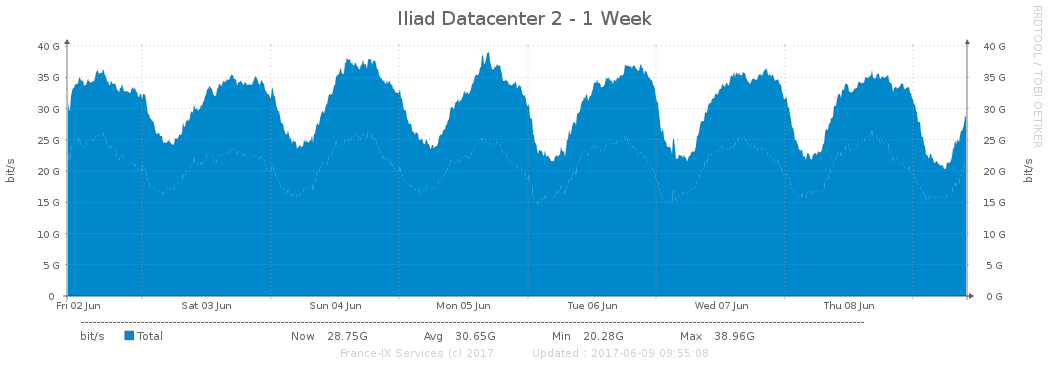 Iliad Datacenter 2 - 1 Week
RRDTOOL / TOBI OETIKER
40 G 40 G
35 G 35 G
30 G 30 G
25 G 25 G
20 G 20 G
15 G 15 G
10 G 10 G
5 G 5 G
0 0 G
bit/s bit/s
Fri 02 Jun Sat 03 Jun Sun 04 Jun Mon 05 Jun Tue 06 Jun Wed 07 Jun Thu 08 Jun
bit/s Total Now 28.75G Avg 30.65G Min 20.28G Max 38.96G
France-IX Services (c) 2017 Updated : 2017-06-09 09:55:08